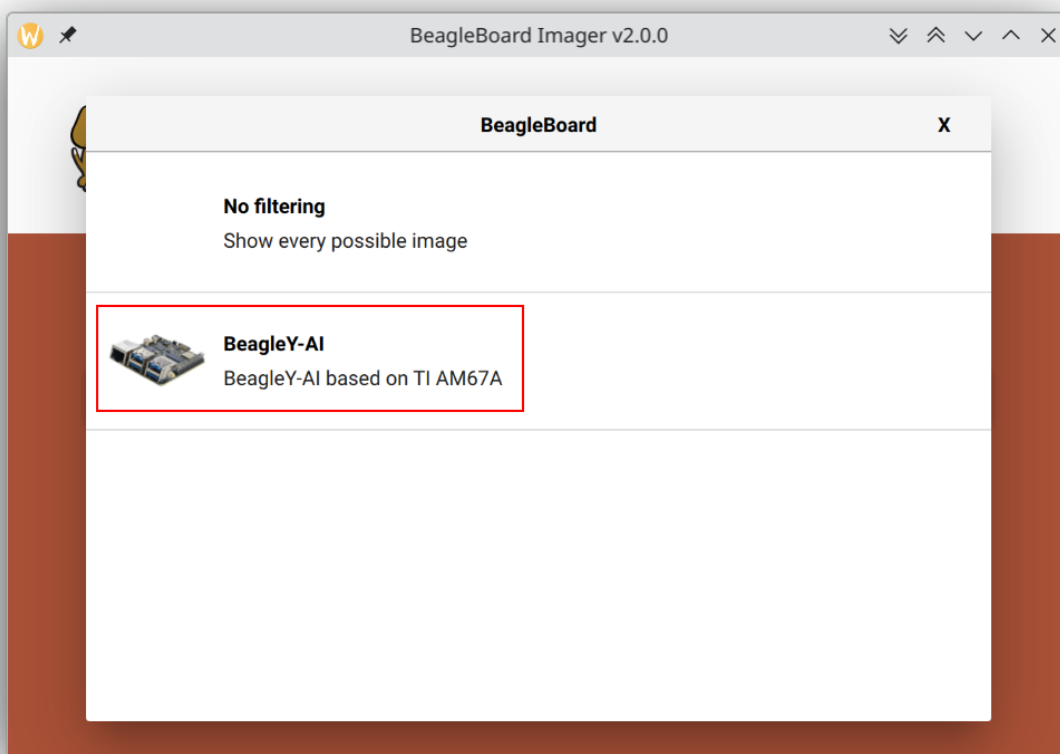 BeagleBoard Imager v2.0.0
BeagleBoard X
No filtering
Show every possible image
BeagleY-AI
BeagleY-AI based on TI AM67A